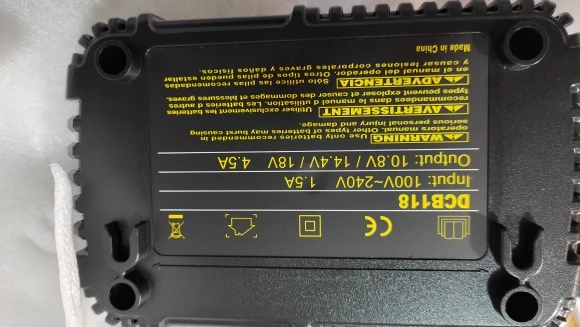 DCB118
Input: 100V~240V 1.5A
Output: 10.8V / 14.4V / 18V 4.5A
WARNING Use only batteries recommended in
operators manual. Other types of batteries may burst causing
serious personal injury and damage.
AVERTISSEMENT Utiliser exclusivement les batteries
recommandées dans le manuel d utilisation. Les batteries d autres
types peuvent exploser et causer des dommages et blessures graves.
ADVERTENCIA Sólo utilice las pilas recomendadas
en el manual del operador. Otros tipos de pilas pueden estallar
y causar lesiones corporales graves y daños físicos.
Made in China